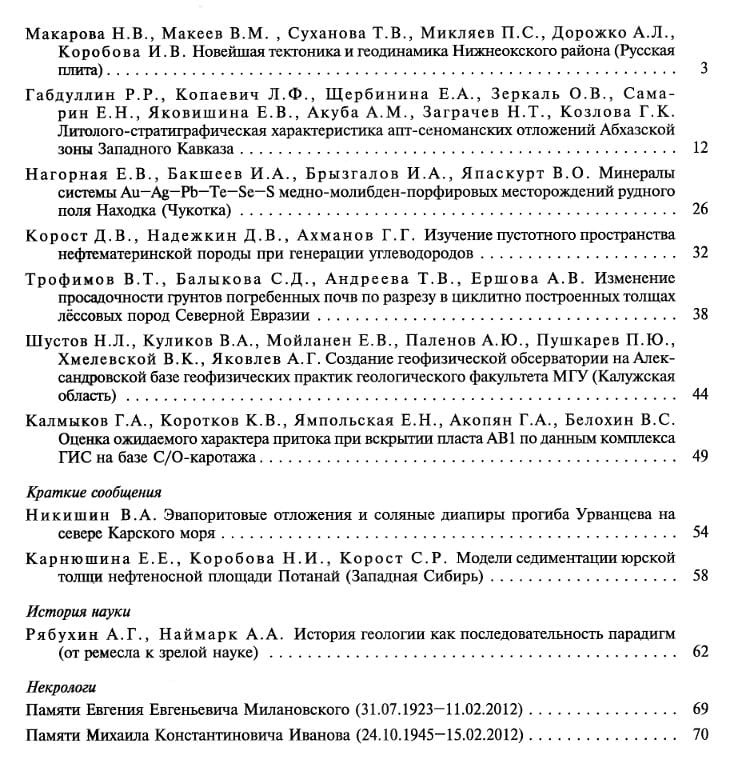 Макарова Н.В., Макеев В.М. , Суханова Т.В., Микляев П.С., Дорожко А.Л.,
Коробова И.В. Новейшая тектоника и геодинамика Нижнеокского района (Русская
плита) . . . . . . . . . . . . . . . . . . . . . . . . . . . . . . . . . . . . . . . . . . . . . . 3
Габдуллин Р.Р., Копаевич Л.Ф., Щербинина Е.А., Зеркаль О.В., Сама-
рин Е.Н., Яковишина Е.В., Акуба А.М., Заграчев Н.Т., Козлова Г.К.
Литолого-стратиграфическая характеристика апт-сеноманских отложений Абхазской
зоны Западного Кавказа . . . . . . . . . . . . . . . . . . . . . . . . . . . . . . . . . . . 12
Нагорная Е.В., Бакшеев И.А., Брызгалов И.А., Япаскурт В.О. Минералы
системы Au—Ag—Pb—Te—Se—S медно-молибден-порфировых месторождений рудного
поля Находка (Чукотка) . . . . . . . . . . . . . . . . . . . . . . . . . . . . . . . . . . . 26
Корост Д.В., Надежкин Д.В., Ахманов Г.Г. Изучение пустотного пространства
нефтематеринской породы при генерации углеводородов . . . . . . . . . . . . . . . . 32
Трофимов В.Т., Балыкова С.Д., Андреева Т.В., Ершова А.В. Изменение
просадочности грунтов погребенных почв по разрезу в циклитно построенных толщах
лёссовых пород Северной Евразии . . . . . . . . . . . . . . . . . . . . . . . . . . . . . 38
Шустов Н.Л., Куликов В.А., Мойланен Е.В., Паленов А.Ю., Пушкарев П.Ю.,
Хмелевской В.К., Яковлев А.Г. Создание геофизической обсерватории на Алек-
сандровской базе геофизических практик геологического факультета МГУ (Калужская
область) . . . . . . . . . . . . . . . . . . . . . . . . . . . . . . . . . . . . . . . . . . . . . 44
Калмыков Г.А., Коротков К.В., Ямпольская Е.Н., Акопян Г.А., Белохин В.С.
Оценка ожидаемого характера притока при вскрытии пласта АВ1 по данным комплекса
ГИС на базе С/О-каротажа . . . . . . . . . . . . . . . . . . . . . . . . . . . . . . . . . . 49
Краткие сообщения
Никишин В.А. Эвапоритовые отложения и соляные диапиры прогиба Урванцева на
севере Карского моря . . . . . . . . . . . . . . . . . . . . . . . . . . . . . . . . . . . . . 54
Карнюшина Е.Е., Коробова Н.И., Корост С.Р. Модели седиментации юрской
толщи нефтеносной площади Потанай (Западная Сибирь) . . . . . . . . . . . . . . . 58
История науки
Рябухин А.Г., Наймарк А.А. История геологии как последовательность парадигм
(от ремесла к зрелой науке) . . . . . . . . . . . . . . . . . . . . . . . . . . . . . . . . . 62
Некрологи
Памяти Евгения Евгеньевича Милановского (31.07.1923—11.02.2012) . . . . . . . . . . . . 69
Памяти Михаила Константиновича Иванова (24.10.1945—15.02.2012) . . . . . . . . . . . . 70